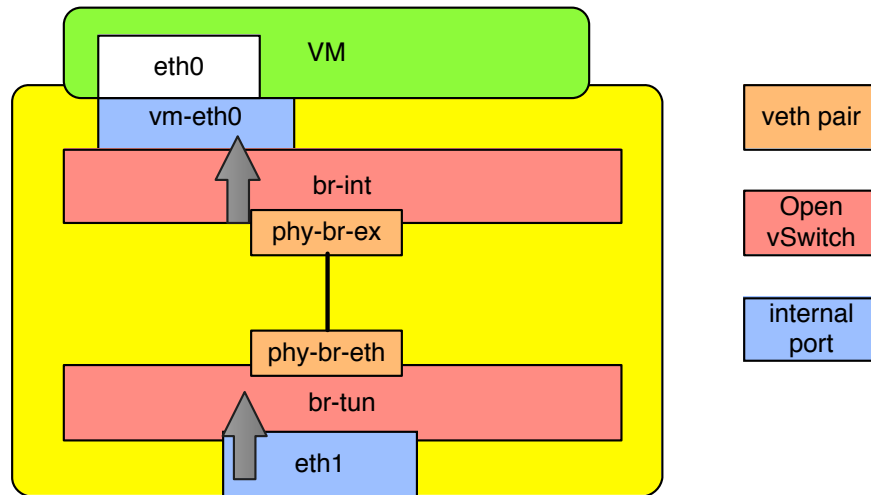 VM
eth0
vm-eth0
br-int
phy-br-ex
phy-br-eth
br-tun
eth1
veth pair
Open
vSwitch
internal
port